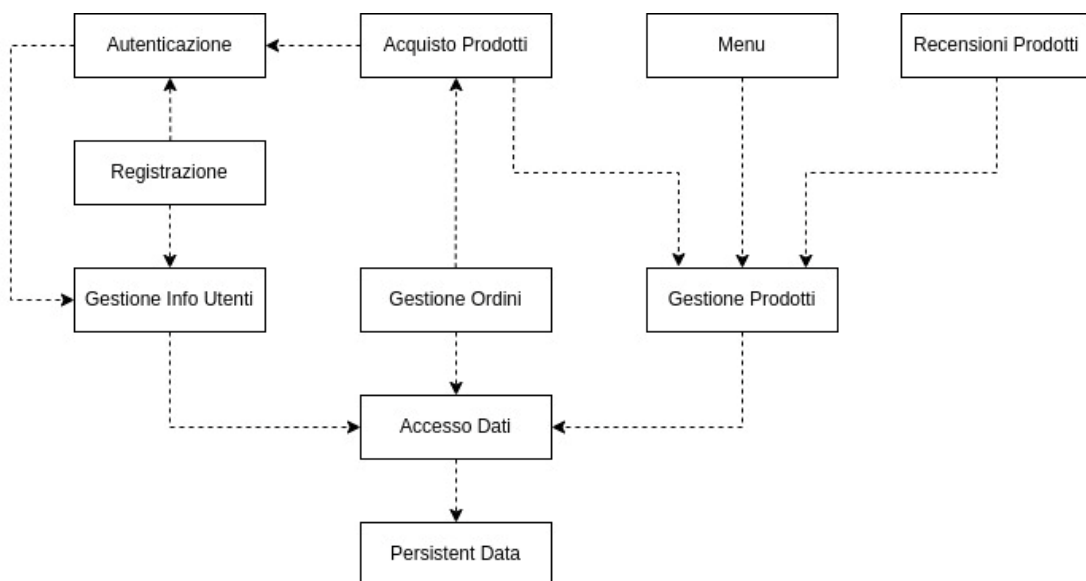 Autenticazione
Acquisto Prodotti
Menu
Recensioni Prodotti
Registrazione
Gestione Info Utenti
Gestione Ordini
Gestione Prodotti
Accesso Dati
Persistent Data